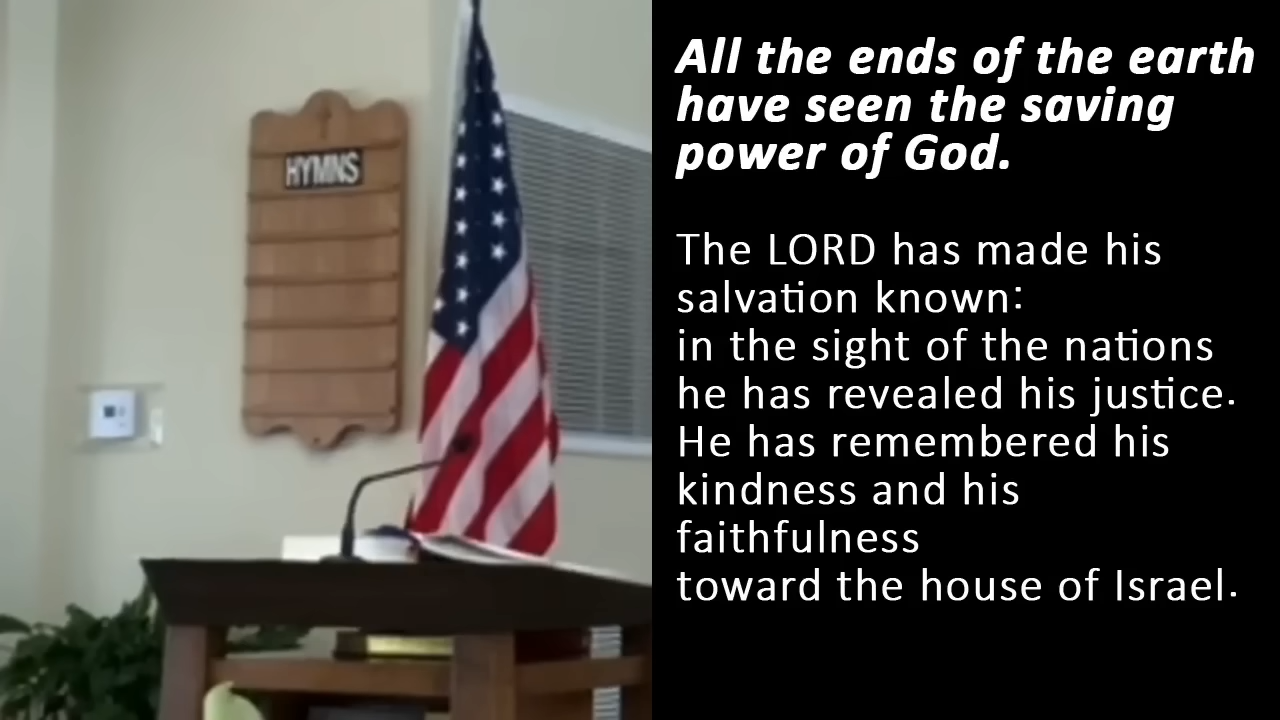 HYMNS
All the ends of the earth
have seen the saving
power of God.
The LORD has made his
salvation known:
in the sight of the nations
he has revealed his justice.
He has remembered his
kindness and his
faithfulness
toward the house of Israel.